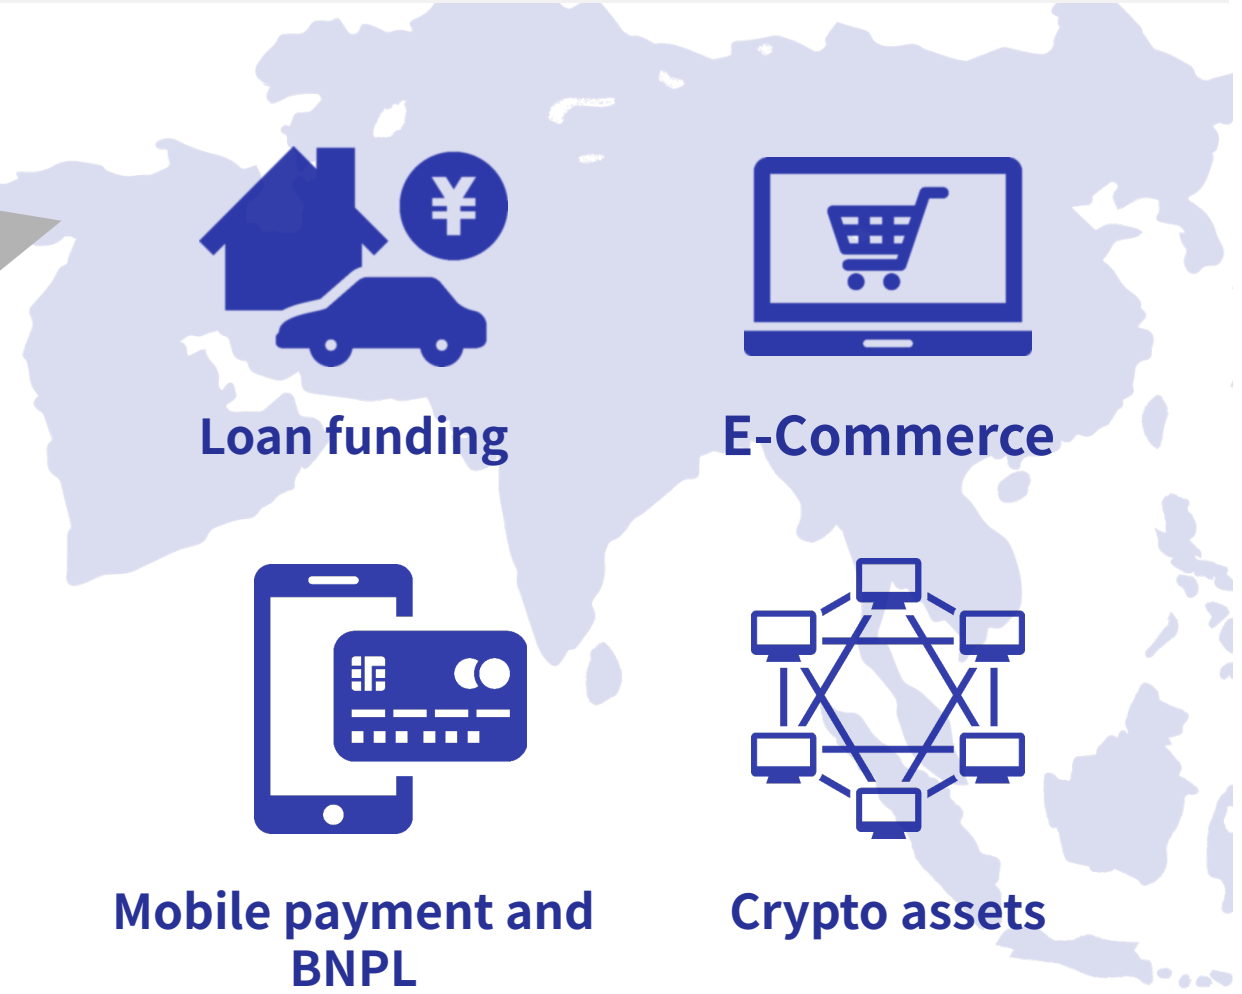 ¥
Loan funding
E-Commerce
Mobile payment and
BNPL
Crypto assets